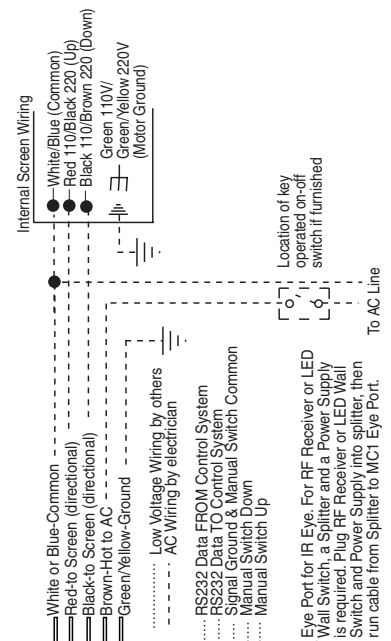 Internal Screen Wiring
White/Blue (Common)
Red 110/Black 220 (Up)
Black 110/Brown 220 (Down)
Green 110V/
Green/Yellow 220V
(Motor Ground)
White or Blue-Common
Red-to Screen (directional)
Black-to Screen (directional)
Brown-Hot to AC
Green/Yellow-Ground
Low Voltage Wiring by others
AC Wiring by electrician
Location of key
operated on-off
switch if furnished
To AC Line
RS232 Data FROM Control System
RS232 Data TO Control System
Signal Ground & Manual Switch Common
Manual Switch Down
Manual Switch Up
Eye Port for IR Eye. For RF Receiver or LED
Wall Switch, a Splitter and a Power Supply
is required. Plug RF Receiver or LED Wall
Switch and Power Supply into splitter, then
run cable from Splitter to MC1 Eye Port.